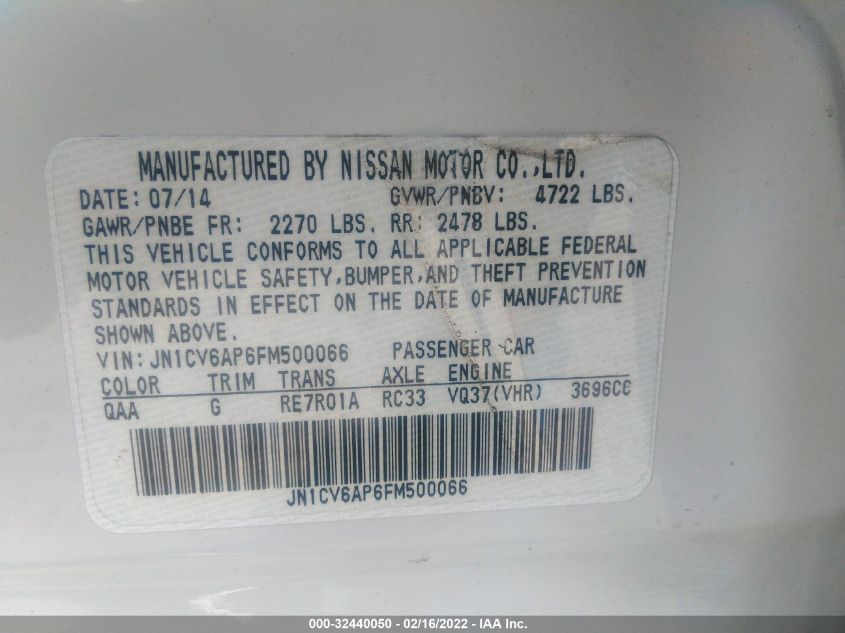 MANUFACTURED BY NISSAN MOTOR CO.,LTD.
DATE: 07/14 GVWR/PNBV: 4722 LBS.
GAWR/PNBE FR: 2270 LBS. RR: 2478 LBS.
THIS VEHICLE CONFORMS TO ALL APPLICABLE FEDERAL
MOTOR VEHICLE SAFETY,BUMPER,AND THEFT PREVENTION
STANDARDS IN EFFECT ON THE DATE OF MANUFACTURE
SHOWN ABOVE.
VIN: JN1CV6AP6FM500066 PASSENGER CAR
COLOR TRIM TRANS AXLE ENGINE
QAA G RE7R01A RC33 VQ37(VHR) 3696CC
JN1CV6AP6FM500066
000-32440050 - 02/16/2022 - IAA Inc.